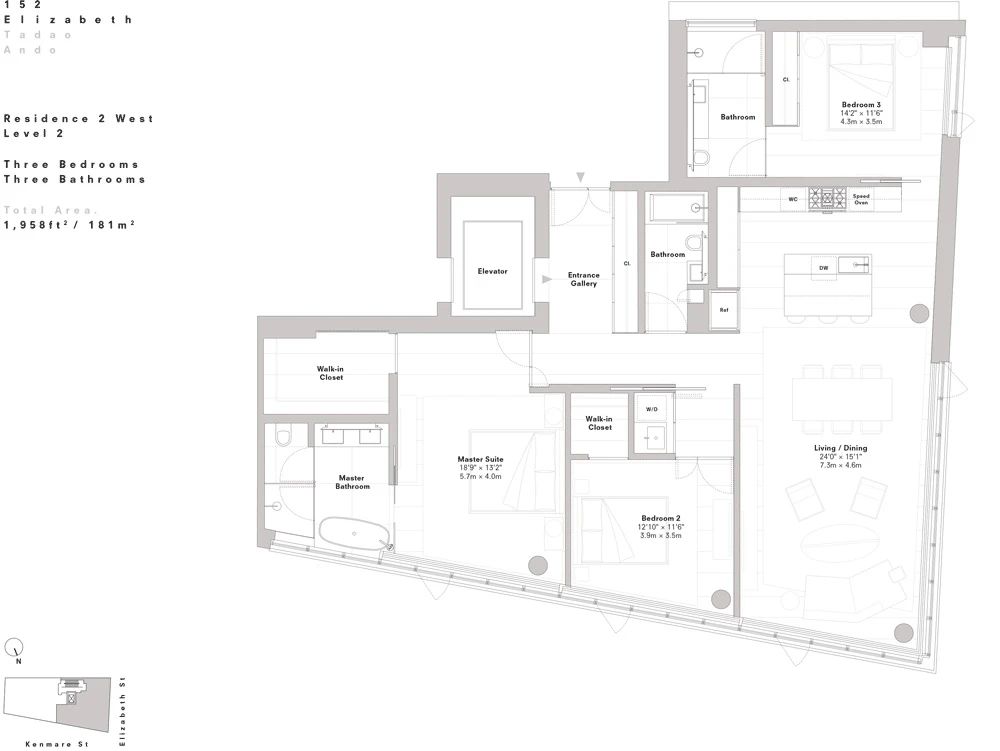 152
Elizabeth
Tadao
Ando
Residence 2 West
Level 2
Three Bedrooms
Three Bathrooms
Total Area.
1,958ft² / 181m²
Cl.
Bedroom 3
14'2" × 11'6"
4.3m × 3.5m
Bathroom
WC
Speed
Oven
Bathroom
Cl.
Elevator
Entrance
Gallery
DW
Ref
Walk-in
Closet
W/D
Walk-in
Closet
Living / Dining
24'0" × 15'1"
7.3m × 4.6m
Master Suite
18'9" × 13'2"
5.7m × 4.0m
Master
Bathroom
Bedroom 2
12'10" × 11'6"
3.9m × 3.5m
N
Elizabeth St
Kenmare St